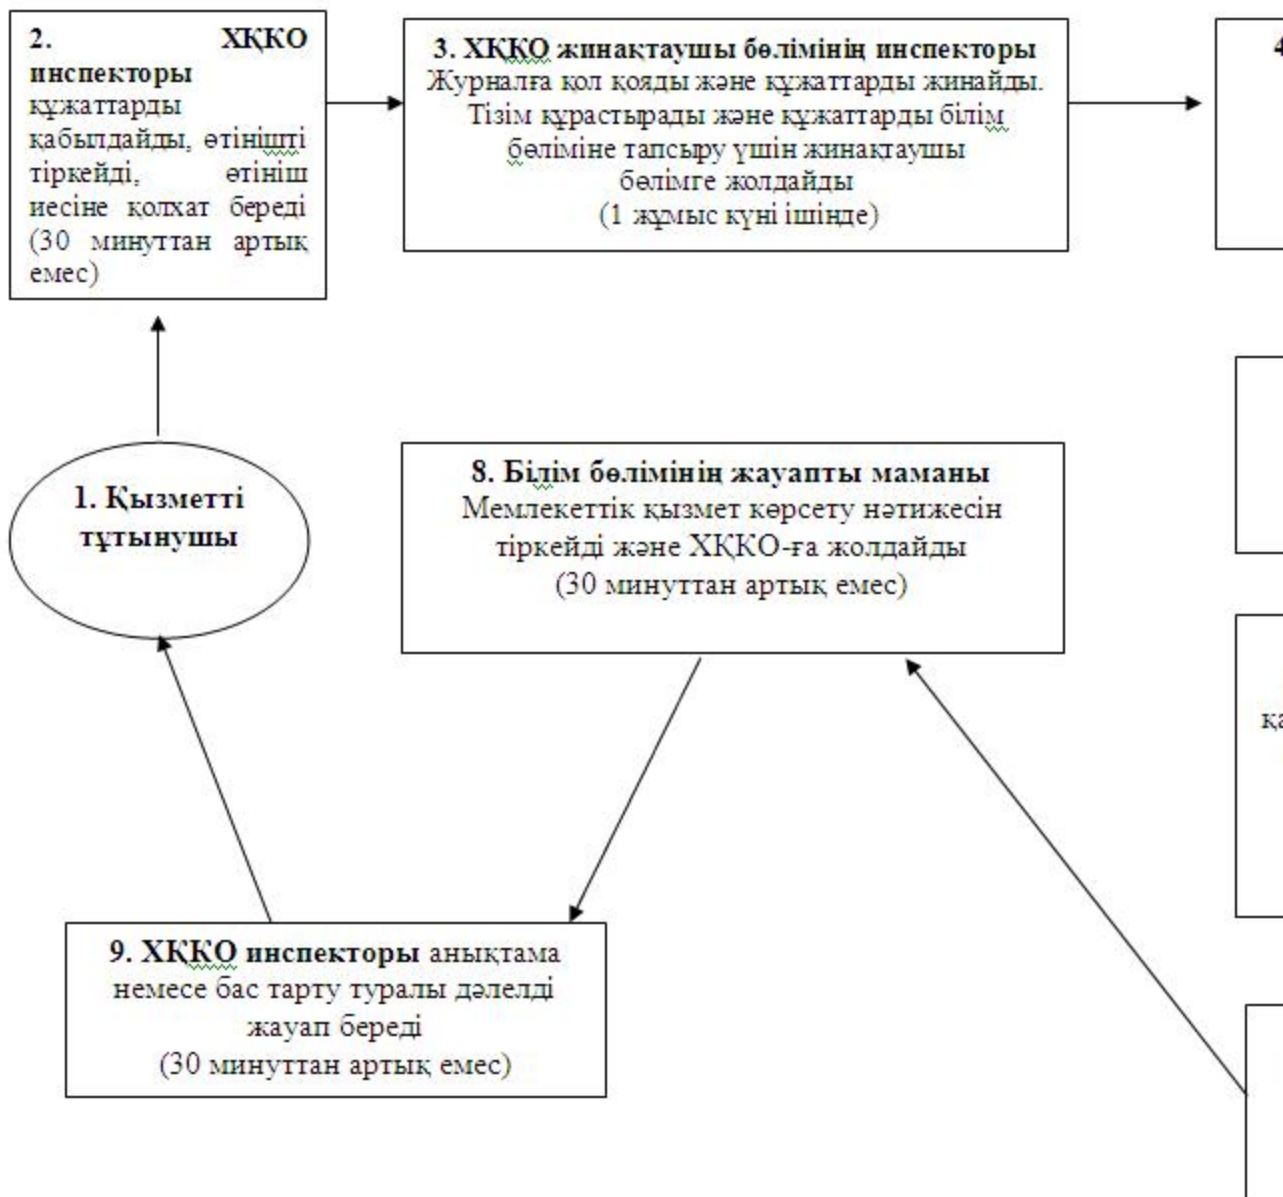 2. ХҚКО
инспекторы
құжаттарды
қабылдайды, өтінішті
тіркейді, өтініш
иесіне қолхат береді
(30 минуттан артық
емес)
3. ХҚКО жинақтаушы бөлімінің инспекторы
Журналға қол қояды және құжаттарды жинайды.
Тізім құрастырады және құжаттарды білім
бөліміне тапсыру үшін жинақтаушы
бөлімге жолдайды
(1 жұмыс күні ішінде)
4
1. Қызметті
тұтынушы
8. Білім бөлімінің жауапты маманы
Мемлекеттік қызмет көрсету нәтижесін
тіркейді және ХҚКО-ға жолдайды
(30 минуттан артық емес)
қа
9. ХҚКО инспекторы анықтама
немесе бас тарту туралы дәлелді
жауап береді
(30 минуттан артық емес)